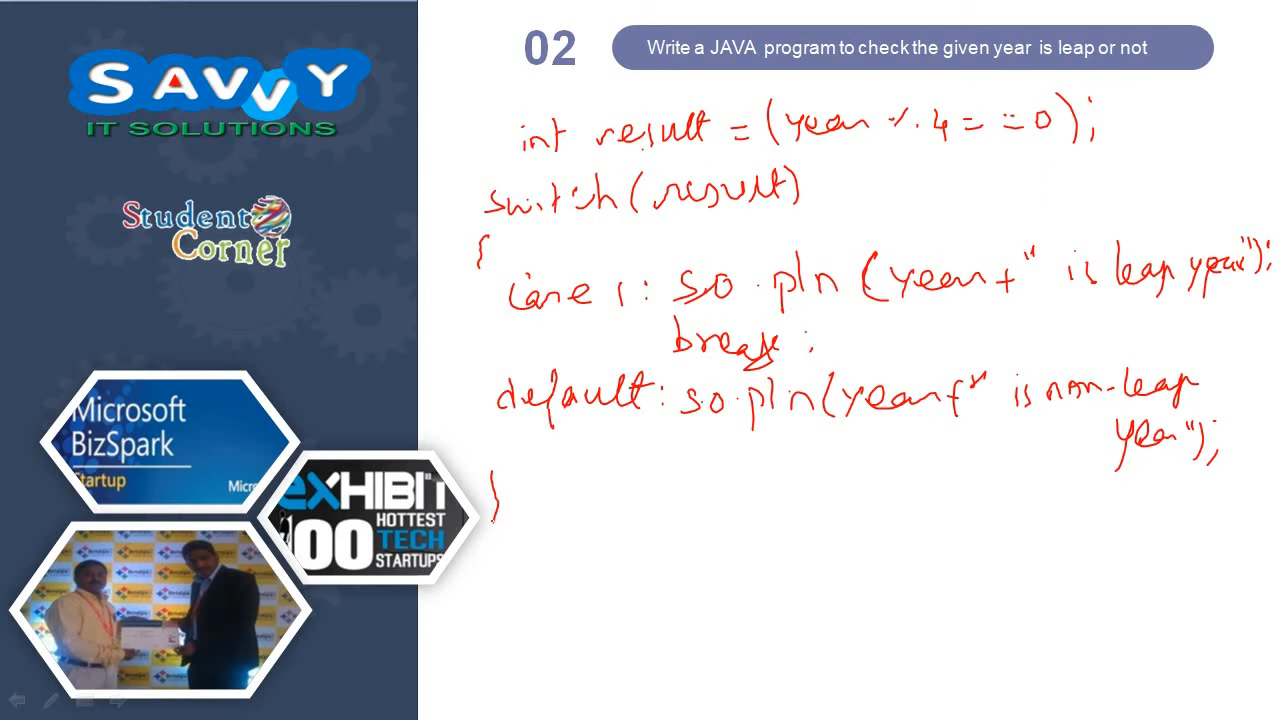 SAVVY
IT SOLUTIONS
Student
Corner
Microsoft
BizSpark
Startup
Micro
EXHIBIT
100
HOTTEST
TECH
STARTUPS
02
Write a JAVA program to check the given year is leap or not
int result = (year % 4 == 0);
switch (result)
{
case 1: s.o.pln (year + " is leap year");
break;
default: s.o.pln (year + " is non-leap
year");
}